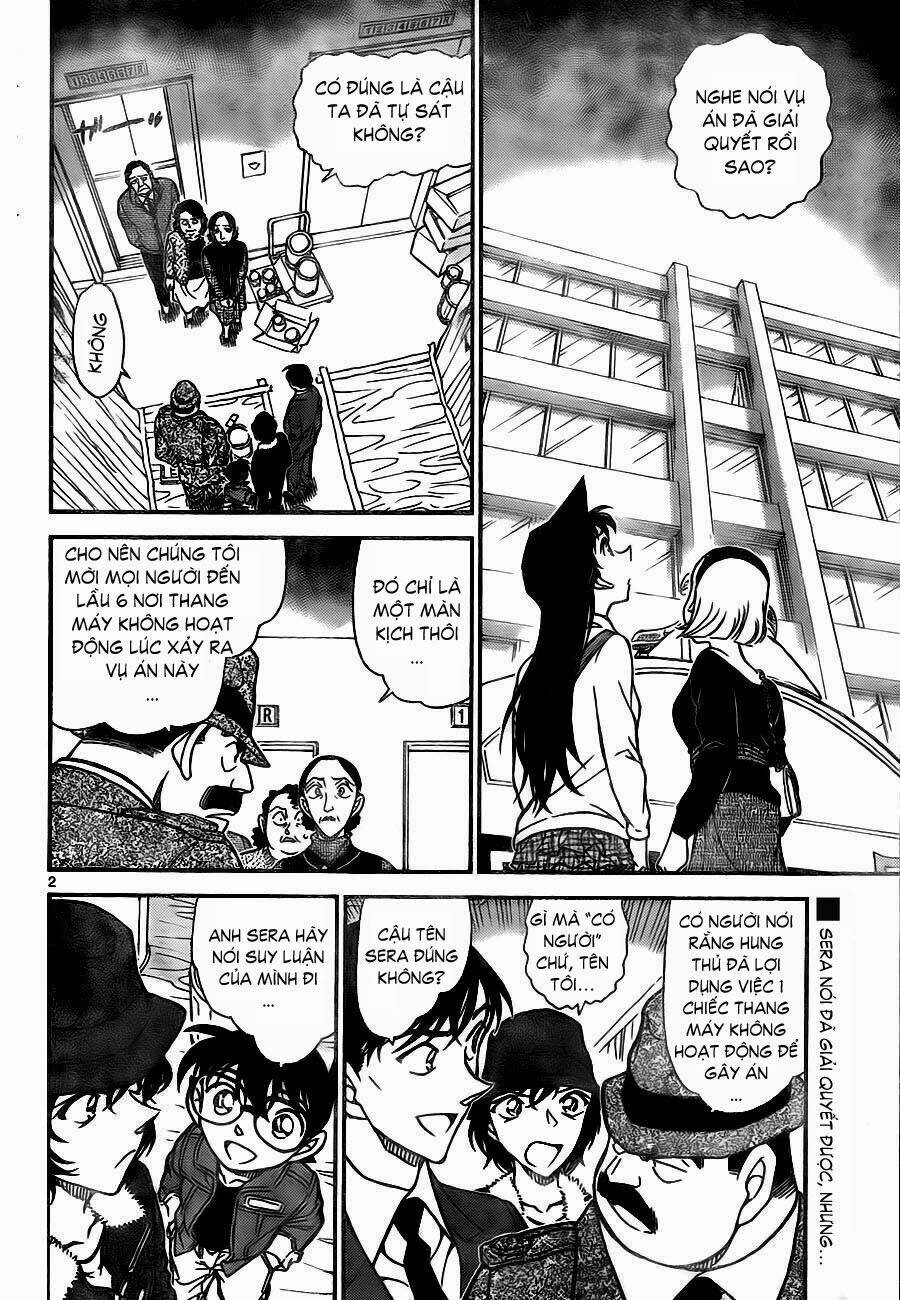 NGHE NÓI VỤ
ÁN ĐÃ GIẢI
QUYẾT RỒI
SAO?
CÓ ĐÚNG LÀ CẬU
TA ĐÃ TỰ SÁT
KHÔNG?
1234567R
12345678
KHÔNG
ĐÓ CHỈ LÀ
MỘT MÀN
KỊCH THÔI
...
CHO NÊN CHÚNG TÔI
MỜI MỌI NGƯỜI ĐẾN
LẦU 6 NƠI THANG
MÁY KHÔNG HOẠT
ĐỘNG LÚC XẢY RA
VỤ ÁN NÀY
...
R
1
2
SERA NÓI ĐÃ GIẢI QUYẾT ĐƯỢC, NHƯNG...
CÓ NGƯỜI NÓI
RẰNG HUNG
THỦ ĐÃ LỢI
DỤNG VIỆC 1
CHIẾC THANG
MÁY KHÔNG
HOẠT ĐỘNG ĐỂ
GÂY ÁN
...
GÌ MÀ "CÓ
NGƯỜI"
CHỨ, TÊN
TÔI...
CẬU TÊN
SERA ĐÚNG
KHÔNG?
ANH SERA HÃY
NÓI SUY LUẬN
CỦA MÌNH ĐI
...